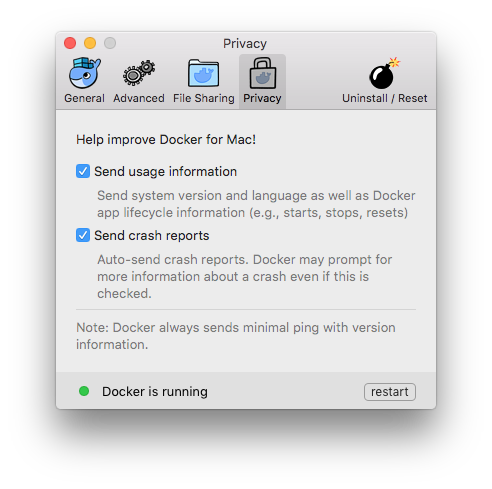 Privacy
General
Advanced
File Sharing
Privacy
Uninstall / Reset
Help improve Docker for Mac!
Send usage information
Send system version and language as well as Docker
app lifecycle information (e.g., starts, stops, resets)
Send crash reports
Auto-send crash reports. Docker may prompt for
more information about a crash even if this is
checked.
Note: Docker always sends minimal ping with version
information.
Docker is running
restart